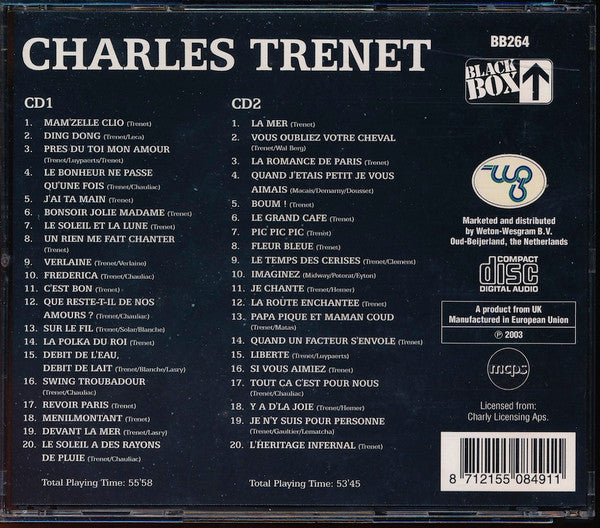 CHARLES TRENET
BB264
BLACK
BOX
CD1
1. MAM'ZELLE CLIO (Trenet)
2. DING DONG (Trenet/Leca)
3. PRES DU TOI MON AMOUR
(Trenet/Luypaerts/Trenet)
4. LE BONHEUR NE PASSE
QU'UNE FOIS (Trenet/Chauliac)
5. J'AI TA MAIN (Trenet)
6. BONSOIR JOLIE MADAME (Trenet)
7. LE SOLEIL ET LA LUNE (Trenet)
8. UN RIEN ME FAIT CHANTER
(Trenet)
9. VERLAINE (Trenet/Verlaine)
10. FREDERICA (Trenet/Chauliac)
11. C'EST BON (Trenet)
12. QUE RESTE-T-IL DE NOS
AMOURS ? (Trenet/Chauliac)
13. SUR LE FIL (Trenet/Solar/Blanche)
14. LA POLKA DU ROI (Trenet)
15. DEBIT DE L'EAU,
DEBIT DE LAIT (Trenet/Blanche/Lasry)
16. SWING TROUBADOUR
(Trenet/Chauliac)
17. REVOIR PARIS (Trenet)
18. MENILMONTANT (Trenet)
19. DEVANT LA MER (Trenet/Lasry)
20. LE SOLEIL A DES RAYONS
DE PLUIE (Trenet/Chauliac)
Total Playing Time: 55'58
CD2
1. LA MER (Trenet)
2. VOUS OUBLIEZ VOTRE CHEVAL
(Trenet/Wal Berg)
3. LA ROMANCE DE PARIS (Trenet)
4. QUAND J'ETAIS PETIT JE VOUS
AIMAIS (Macais/Demarny/Dousset)
5. BOUM ! (Trenet)
6. LE GRAND CAFE (Trenet)
7. PIC PIC PIC (Trenet)
8. FLEUR BLEUE (Trenet)
9. LE TEMPS DES CERISES (Trenet/Clement)
10. IMAGINEZ (Midway/Poterat/Eyton)
11. JE CHANTE (Trenet/Hemer)
12. LA ROÛTE ENCHANTEE (Trenet)
13. PAPA PIQUE ET MAMAN COUD
(Trenet/Matas)
14. QUAND UN FACTEUR S'ENVOLE (Trenet)
15. LIBERTE (Trenet/Luypaerts)
16. SI VOUS AIMIEZ (Trenet)
17. TOUT CA C'EST POUR NOUS
(Trenet/Chauliac)
18. Y A D'LA JOIE (Trenet/Hemer)
19. JE N'Y SUIS POUR PERSONNE
(Trenet/Gaultier/Lematcha)
20. L'HERITAGE INFERNAL (Trenet)
Total Playing Time: 53'45
Marketed and distributed
by Weton-Wesgram B.V.
Oud-Beijerland, the Netherlands
COMPACT
disc
DIGITAL AUDIO
A product from UK
Manufactured in European Union
℗ 2003
mcps
Licensed from:
Charly Licensing Aps.
8 712155 084911